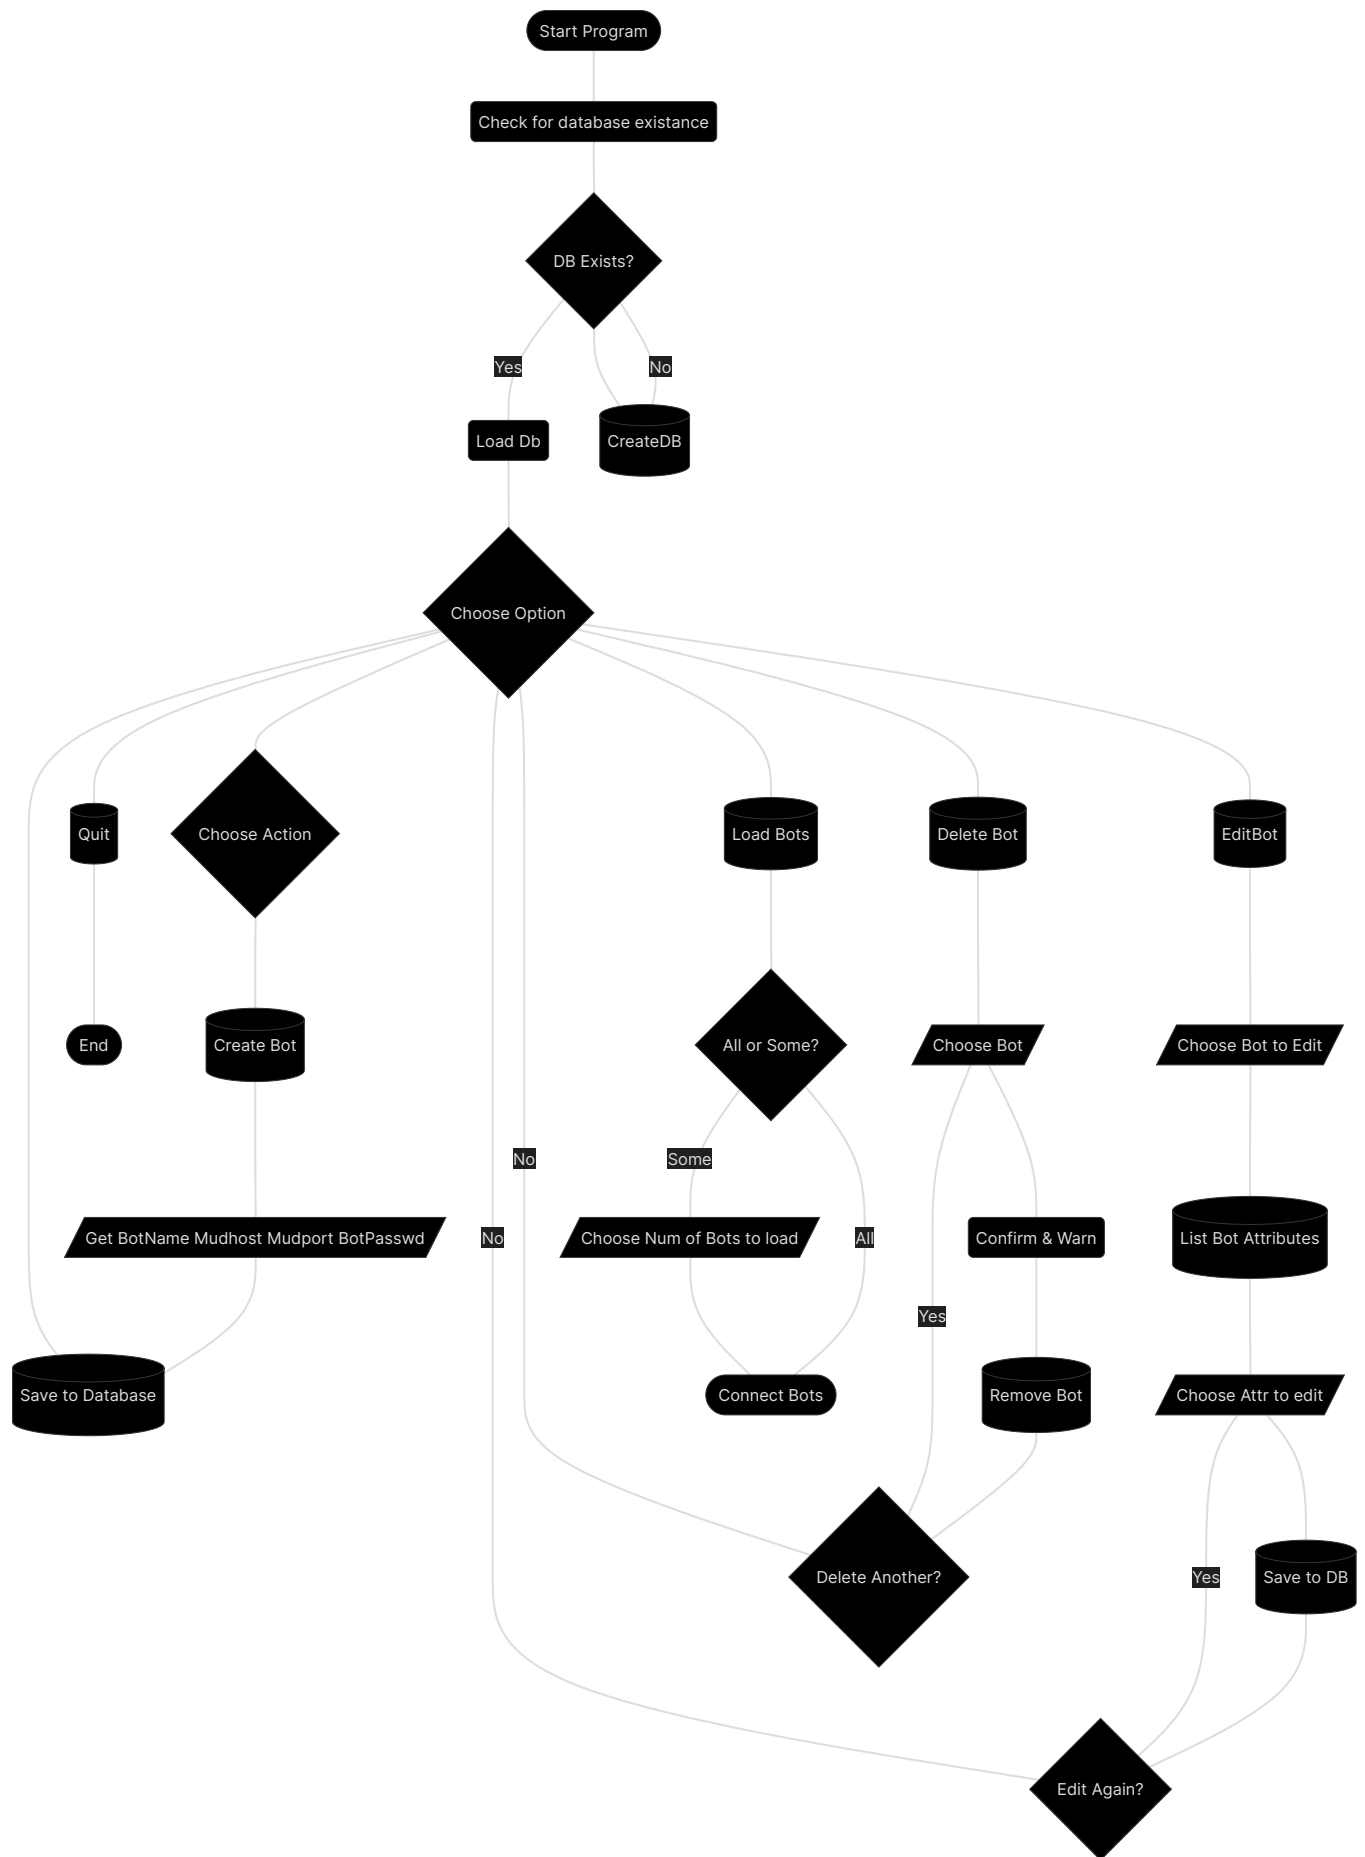 Start Program
Check for database existance
DB Exists?
Yes
No
Load Db
CreateDB
Choose Option
Quit
Choose Action
Load Bots
Delete Bot
EditBot
End
Create Bot
All or Some?
Choose Bot
Choose Bot to Edit
No
Some
Get BotName Mudhost Mudport BotPasswd
No
Choose Num of Bots to load
All
Confirm & Warn
List Bot Attributes
Yes
Save to Database
Connect Bots
Remove Bot
Choose Attr to edit
Delete Another?
Yes
Save to DB
Edit Again?